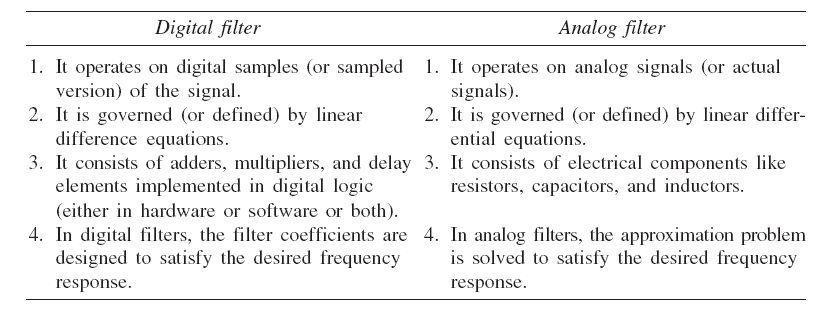 Digital filter
Analog filter
1. It operates on digital samples (or sampled
version) of the signal.
2. It is governed (or defined) by linear
difference equations.
3. It consists of adders, multipliers, and delay
elements implemented in digital logic
(either in hardware or software or both).
4. In digital filters, the filter coefficients are
designed to satisfy the desired frequency
response.
1. It operates on analog signals (or actual
signals).
2. It is governed (or defined) by linear differ-
ential equations.
3. It consists of electrical components like
resistors, capacitors, and inductors.
4. In analog filters, the approximation problem
is solved to satisfy the desired frequency
response.